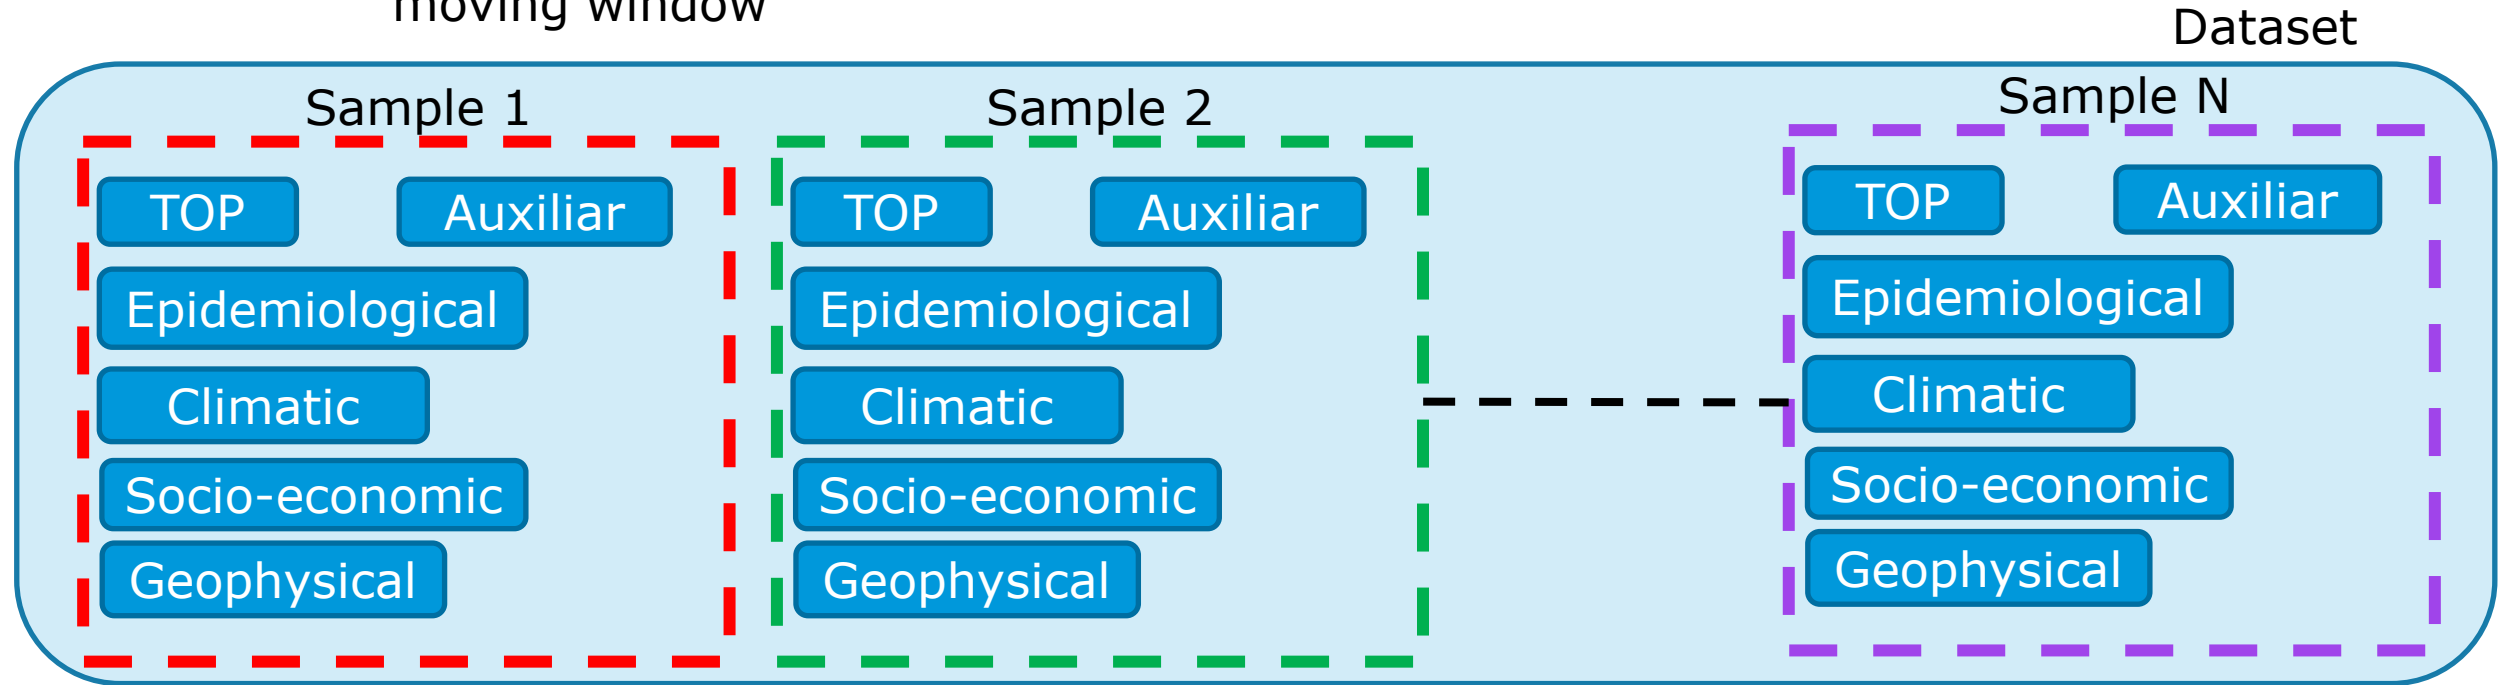 moving window
Dataset
Sample 1
TOP
Auxiliar
Epidemiological
Climatic
Socio-economic
Geophysical
Sample 2
TOP
Auxiliar
Epidemiological
Climatic
Socio-economic
Geophysical
Sample N
TOP
Auxiliar
Epidemiological
Climatic
Socio-economic
Geophysical